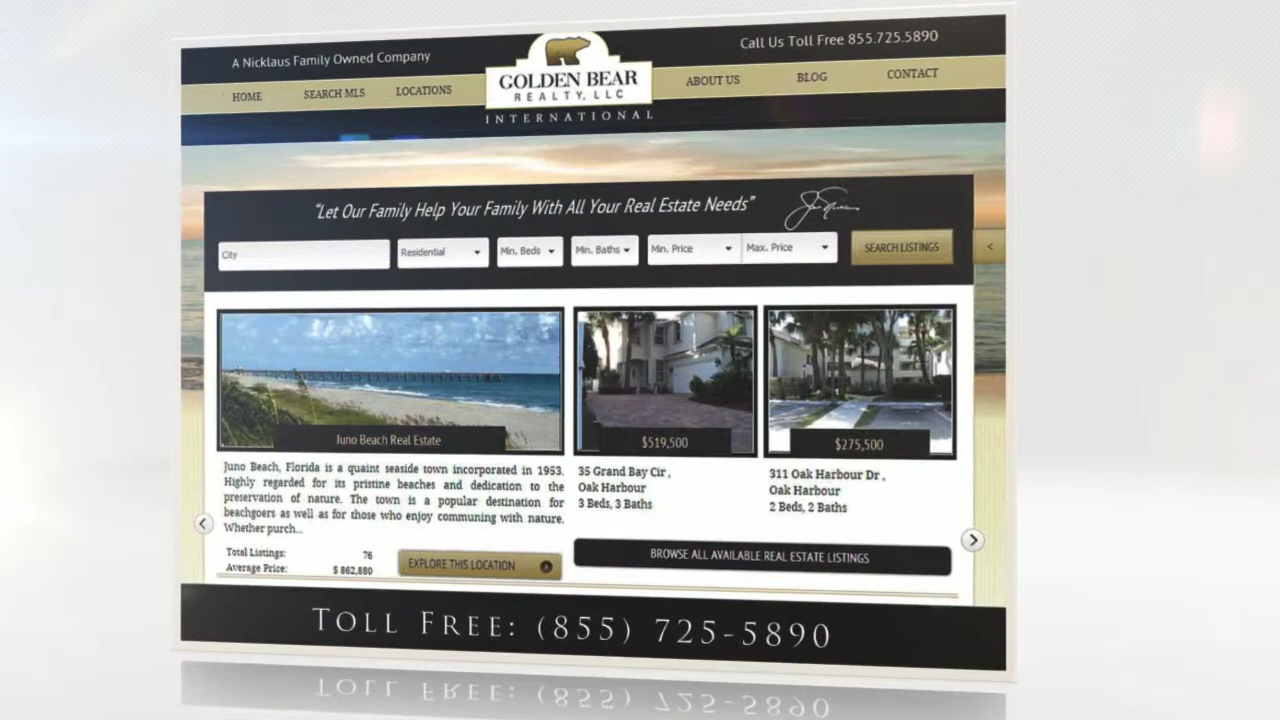 A Nicklaus Family Owned Company
Call Us Toll Free 855.725.5890
HOME SEARCH MLS LOCATIONS
GOLDEN BEAR
REALTY, LLC
INTERNATIONAL
ABOUT US BLOG CONTACT
"Let Our Family Help Your Family With All Your Real Estate Needs"
City Residential Min. Beds Min. Baths Min. Price Max. Price SEARCH LISTINGS <
Juno Beach Real Estate
Juno Beach, Florida is a quaint seaside town incorporated in 1953.
Highly regarded for its pristine beaches and dedication to the
preservation of nature. The town is a popular destination for
beachgoers as well as for those who enjoy communing with nature.
Whether purch...
Total Listings: 76
Average Price: $ 862,880
EXPLORE THIS LOCATION
$519,500
35 Grand Bay Cir ,
Oak Harbour
3 Beds, 3 Baths
$275,500
311 Oak Harbour Dr ,
Oak Harbour
2 Beds, 2 Baths
BROWSE ALL AVAILABLE REAL ESTATE LISTINGS
TOLL FREE: (855) 725-5890